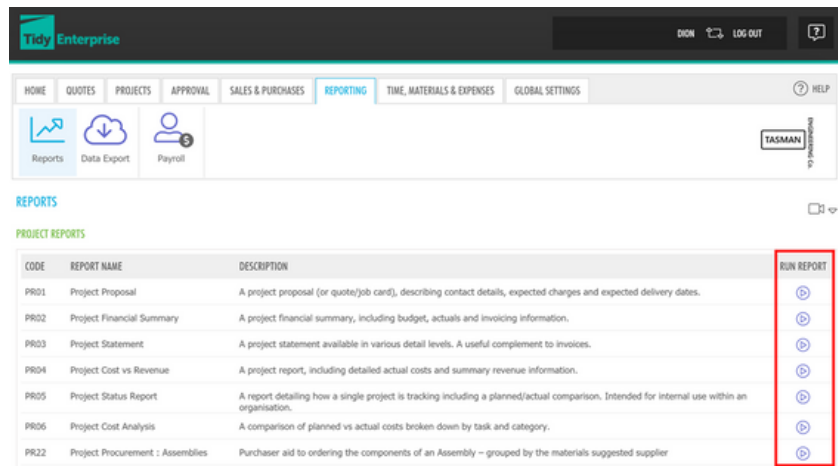 Tidy Enterprise
DION LOG OUT
HOME QUOTES PROJECTS APPROVAL SALES & PURCHASES REPORTING TIME, MATERIALS & EXPENSES GLOBAL SETTINGS ? HELP
Reports Data Export Payroll
TASMAN ENGINEERING Co.
REPORTS
PROJECT REPORTS
CODE REPORT NAME DESCRIPTION RUN REPORT
PR01 Project Proposal A project proposal (or quote/job card), describing contact details, expected charges and expected delivery dates.
PR02 Project Financial Summary A project financial summary, including budget, actuals and invoicing information.
PR03 Project Statement A project statement available in various detail levels. A useful complement to invoices.
PR04 Project Cost vs Revenue A project report, including detailed actual costs and summary revenue information.
PR05 Project Status Report A report detailing how a single project is tracking including a planned/actual comparison. Intended for internal use within an
organisation.
PR06 Project Cost Analysis A comparison of planned vs actual costs broken down by task and category.
PR22 Project Procurement : Assemblies Purchaser aid to ordering the components of an Assembly – grouped by the materials suggested supplier